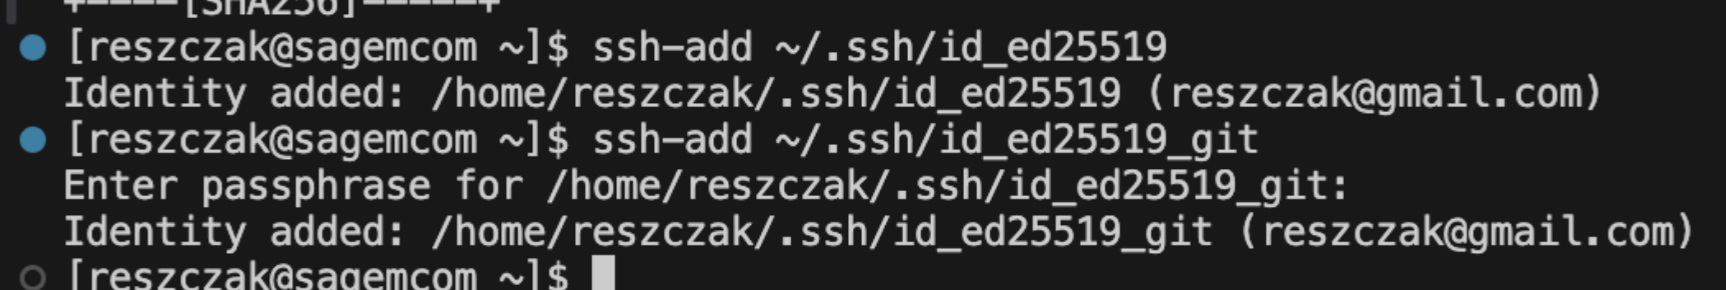 +----[SHA256]-----+
[reszczak@sagemcom ~]$ ssh-add ~/.ssh/id_ed25519
Identity added: /home/reszczak/.ssh/id_ed25519 (reszczak@gmail.com)
[reszczak@sagemcom ~]$ ssh-add ~/.ssh/id_ed25519_git
Enter passphrase for /home/reszczak/.ssh/id_ed25519_git:
Identity added: /home/reszczak/.ssh/id_ed25519_git (reszczak@gmail.com)
[reszczak@sagemcom ~]$